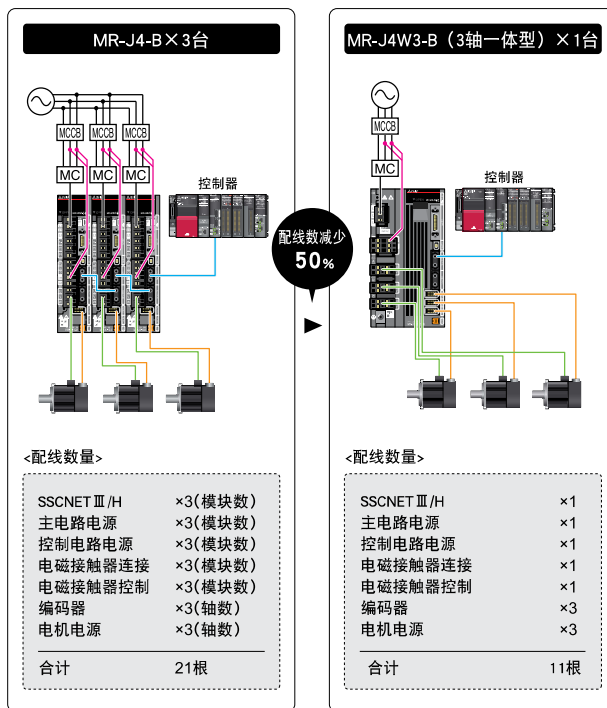 MR-J4-B×3台
MCCB MCCB MCCB
MC MC MC
控制器
<配线数量>
SSCNETⅢ/H ×3(模块数)
主电路电源 ×3(模块数)
控制电路电源 ×3(模块数)
电磁接触器连接 ×3(模块数)
电磁接触器控制 ×3(模块数)
编码器 ×3(轴数)
电机电源 ×3(轴数)
合计 21根
配线数减少
50%
MR-J4W3-B（3轴一体型）×1台
MCCB
MC
控制器
<配线数量>
SSCNETⅢ/H ×1
主电路电源 ×1
控制电路电源 ×1
电磁接触器连接 ×1
电磁接触器控制 ×1
编码器 ×3
电机电源 ×3
合计 11根